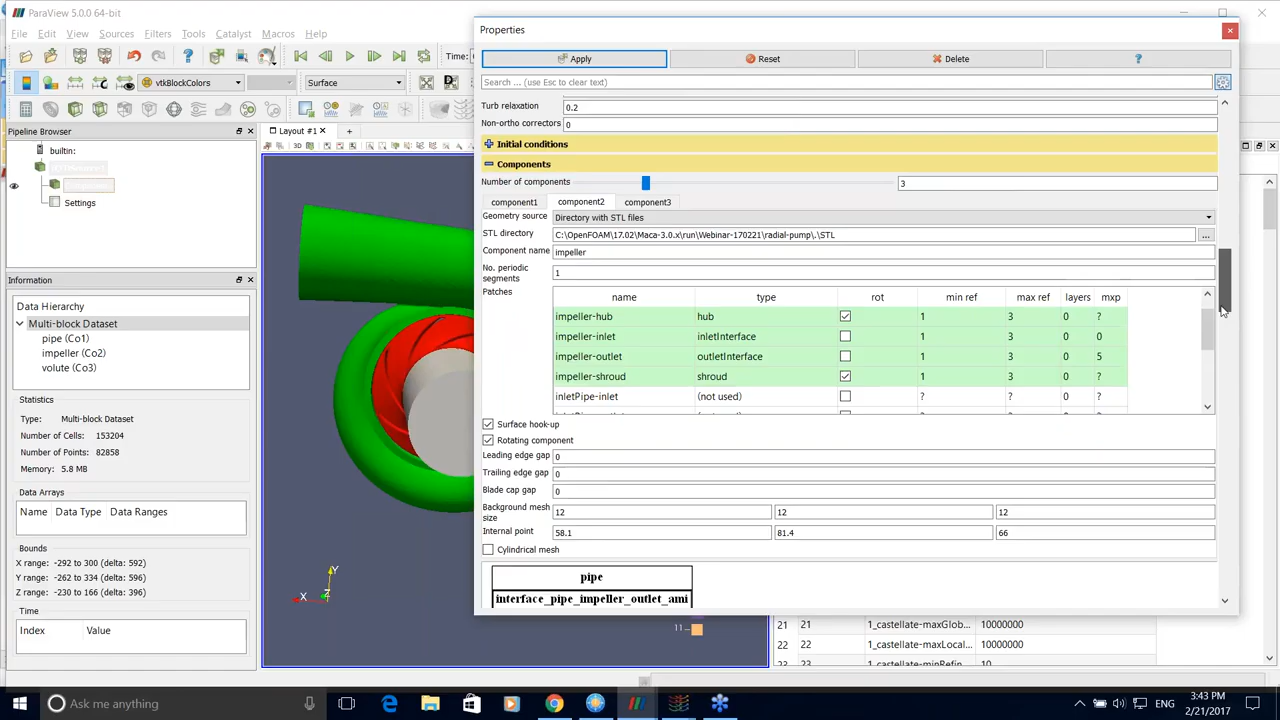 ParaView 5.0.0 64-bit
File Edit View Sources Filters Tools Catalyst Macros Help
Time:
vtkBlockColors
Surface
Pipeline Browser
builtin:
Settings
Layout #1
3D
Information
Data Hierarchy
Multi-block Dataset
pipe (Co1)
impeller (Co2)
volute (Co3)
Statistics
Type: Multi-block Dataset
Number of Cells: 153204
Number of Points: 82858
Memory: 5.8 MB
Data Arrays
Name Data Type Data Ranges
Bounds
X range: -292 to 300 (delta: 592)
Y range: -262 to 334 (delta: 596)
Z range: -230 to 166 (delta: 396)
Time
Index Value
Y
X
Z
11
Properties
Apply Reset Delete ?
Search ... (use Esc to clear text)
Turb relaxation 0.2
Non-ortho correctors 0
Initial conditions
Components
Number of components 3
component1 component2 component3
Geometry source Directory with STL files
STL directory C:\OpenFOAM\17.02\Maca-3.0.x\run\Webinar-170221\radial-pump\.\STL ...
Component name impeller
No. periodic segments 1
Patches
name type rot min ref max ref layers mxp
impeller-hub hub 1 3 0 ?
impeller-inlet inletInterface 1 3 0 0
impeller-outlet outletInterface 1 3 0 5
impeller-shroud shroud 1 3 0 ?
inletPipe-inlet (not used) ? ? ? ?
Surface hook-up
Rotating component
Leading edge gap 0
Trailing edge gap 0
Blade cap gap 0
Background mesh size 12 12 12
Internal point 58.1 81.4 66
Cylindrical mesh
pipe
interface_pipe_impeller_outlet_ami
21 21 1_castellate-maxGlob... 10000000
22 22 1_castellate-maxLocal... 10000000
23 23 1_castellate-minRefin... 10
Ask me anything
ENG
3:43 PM
2/21/2017